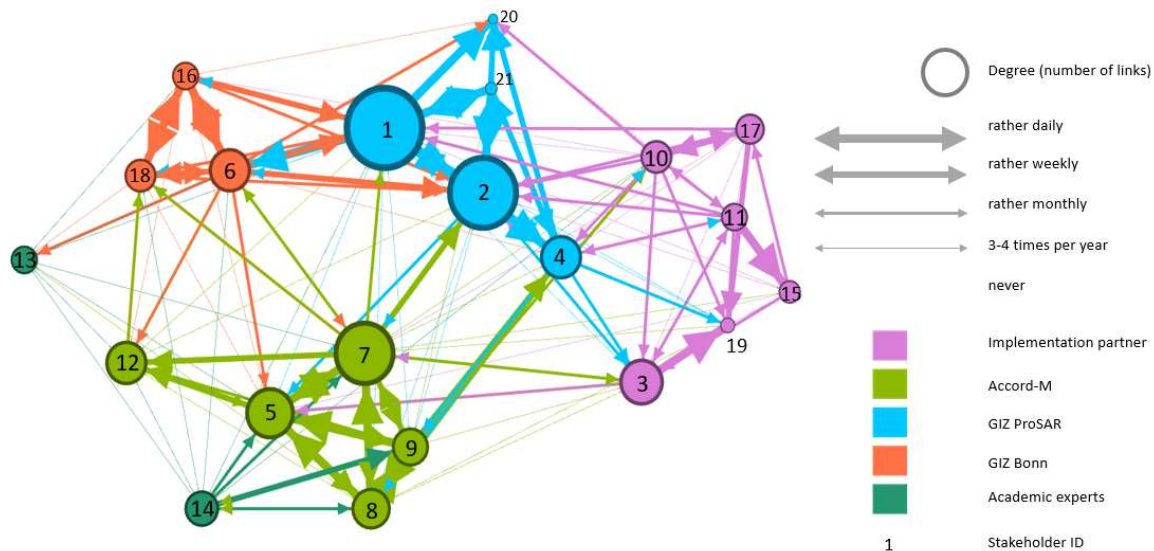 20
16
21
1
17
10
18
6
2
11
13
4
15
19
7
12
3
5
9
14
8
Degree (number of links)
rather daily
rather weekly
rather monthly
3-4 times per year
never
Implementation partner
Accord-M
GIZ ProSAR
GIZ Bonn
Academic experts
1 Stakeholder ID